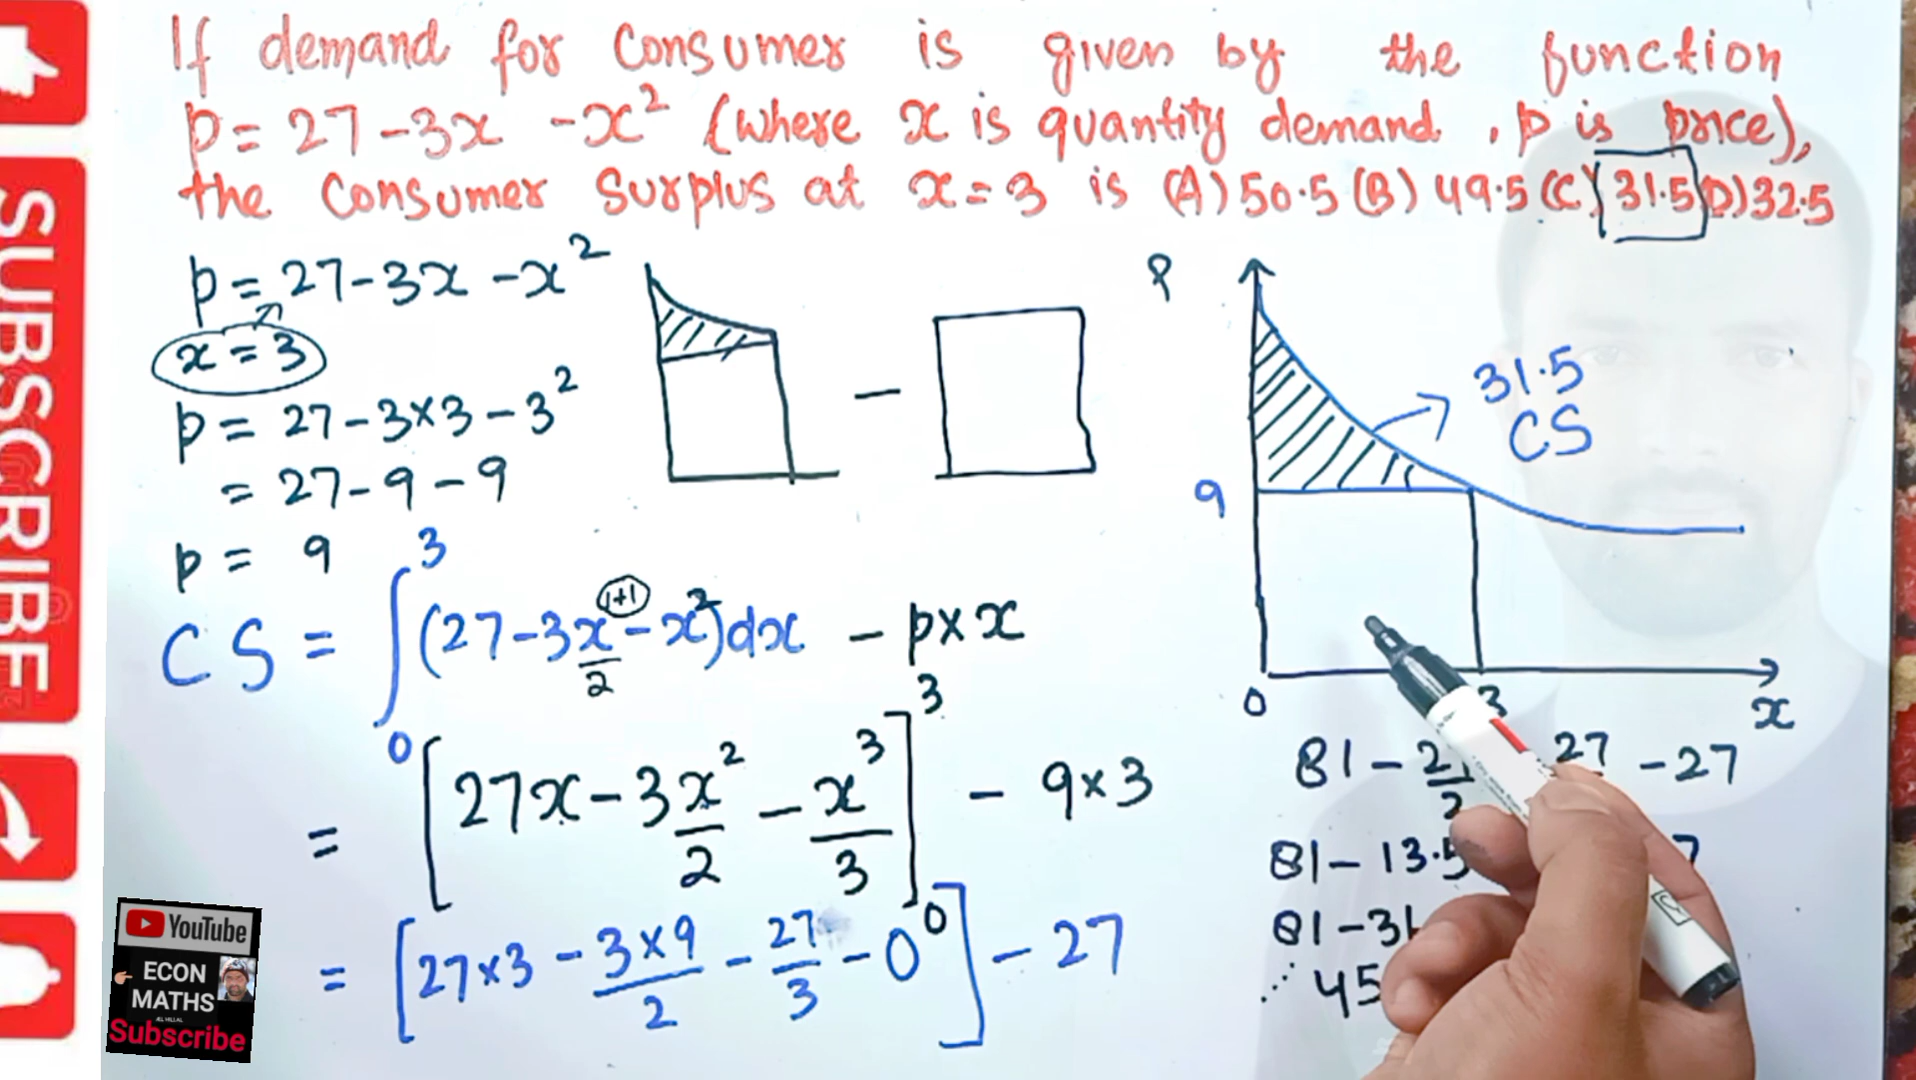 If demand for Consumer is given by the function
p = 27 - 3x - x² (where x is quantity demand, p is price),
the Consumer Surplus at x = 3 is (A) 50.5 (B) 49.5 (C) 31.5 (D) 32.5
p = 27 - 3x - x²
x = 3
p = 27 - 3×3 - 3²
= 27 - 9 - 9
p = 9
CS = ∫₀³ (27 - 3x/2 ¹⁺¹ - x²)dx - p×x
= [27x - 3x²/2 - x³/3]₀³ - 9×3
= [27×3 - 3×9/2 - 27/3 - 0] - 27
-
P
31.5
CS
9
0 3 x
81 - 27 - 27
81 - 13.5
81 - 31
45
SUBSCRIBE
YouTube
ECON
MATHS
Subscribe